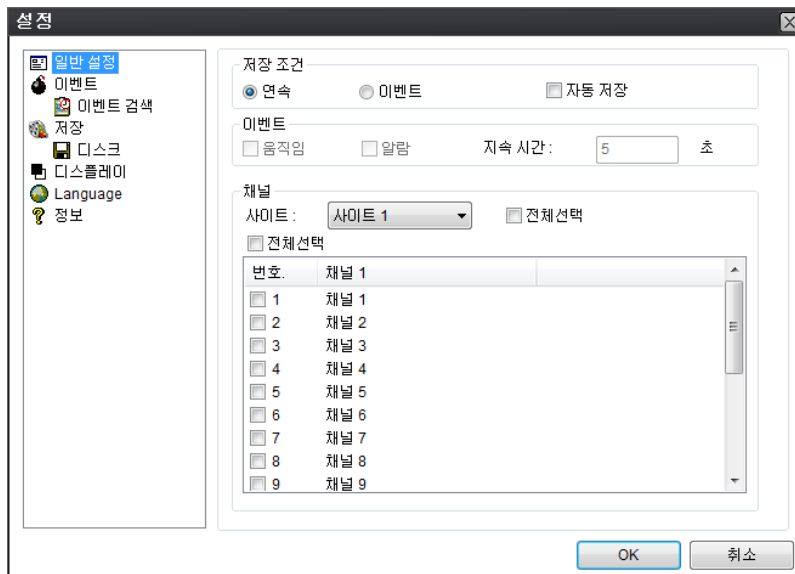 설정
일반 설정
이벤트
이벤트 검색
저장
디스크
디스플레이
Language
정보
저장 조건
연속 이벤트 자동 저장
이벤트
움직임 알람 지속 시간 : 5 초
채널
사이트 : 사이트 1 전체선택
전체선택
번호. 채널 1
1 채널 1
2 채널 2
3 채널 3
4 채널 4
5 채널 5
6 채널 6
7 채널 7
8 채널 8
9 채널 9
OK 취소